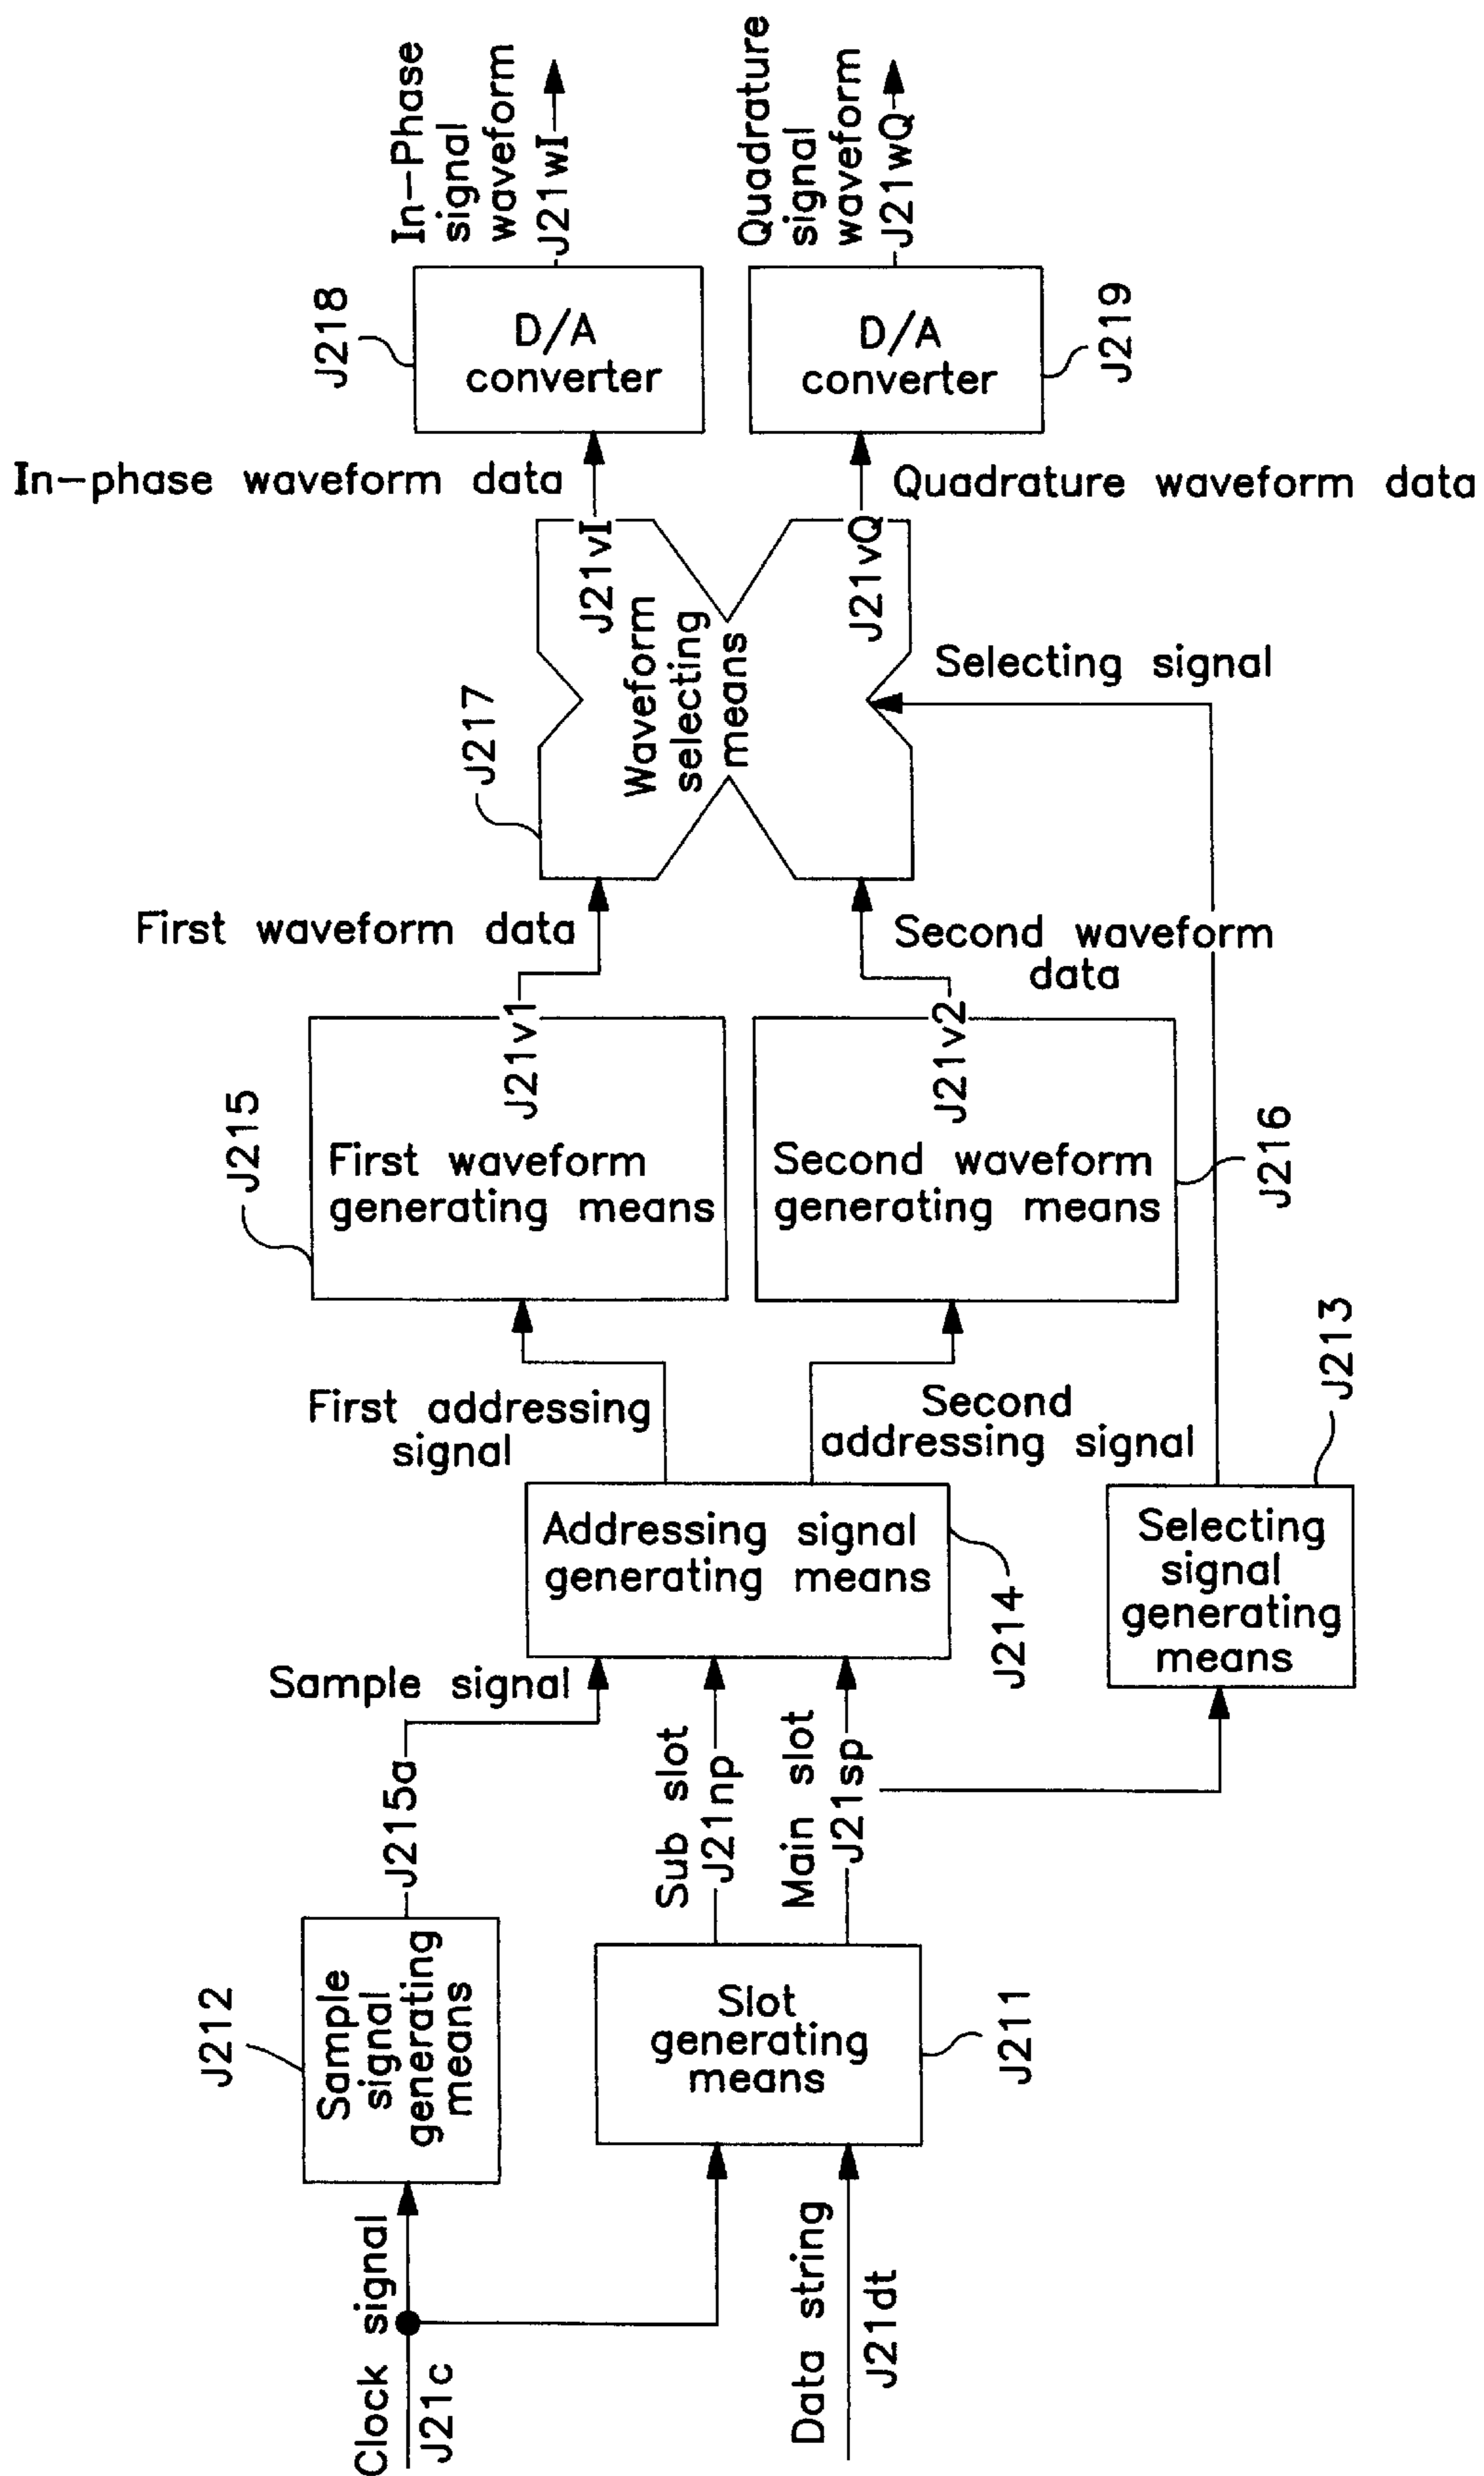 In-Phase
signal
waveform
J21wI
Quadrature
signal
waveform
J21wQ
J218
D/A
converter
D/A
converter
J219
In-phase waveform data
Quadrature waveform data
J21vI
J21vQ
Waveform
selecting
means
Selecting signal
J217
First waveform data
Second waveform
data
J21v1
J21v2
J215
First waveform
generating means
Second waveform
generating means
J216
First addressing
signal
Second
addressing signal
J213
Addressing signal
generating means
J214
Selecting
signal
generating
means
Sample signal
J215a
Sub slot
J21np
Main slot
J21sp
J212
Sample
signal
generating
means
Slot
generating
means
J211
Clock signal
J21c
Data string
J21dt